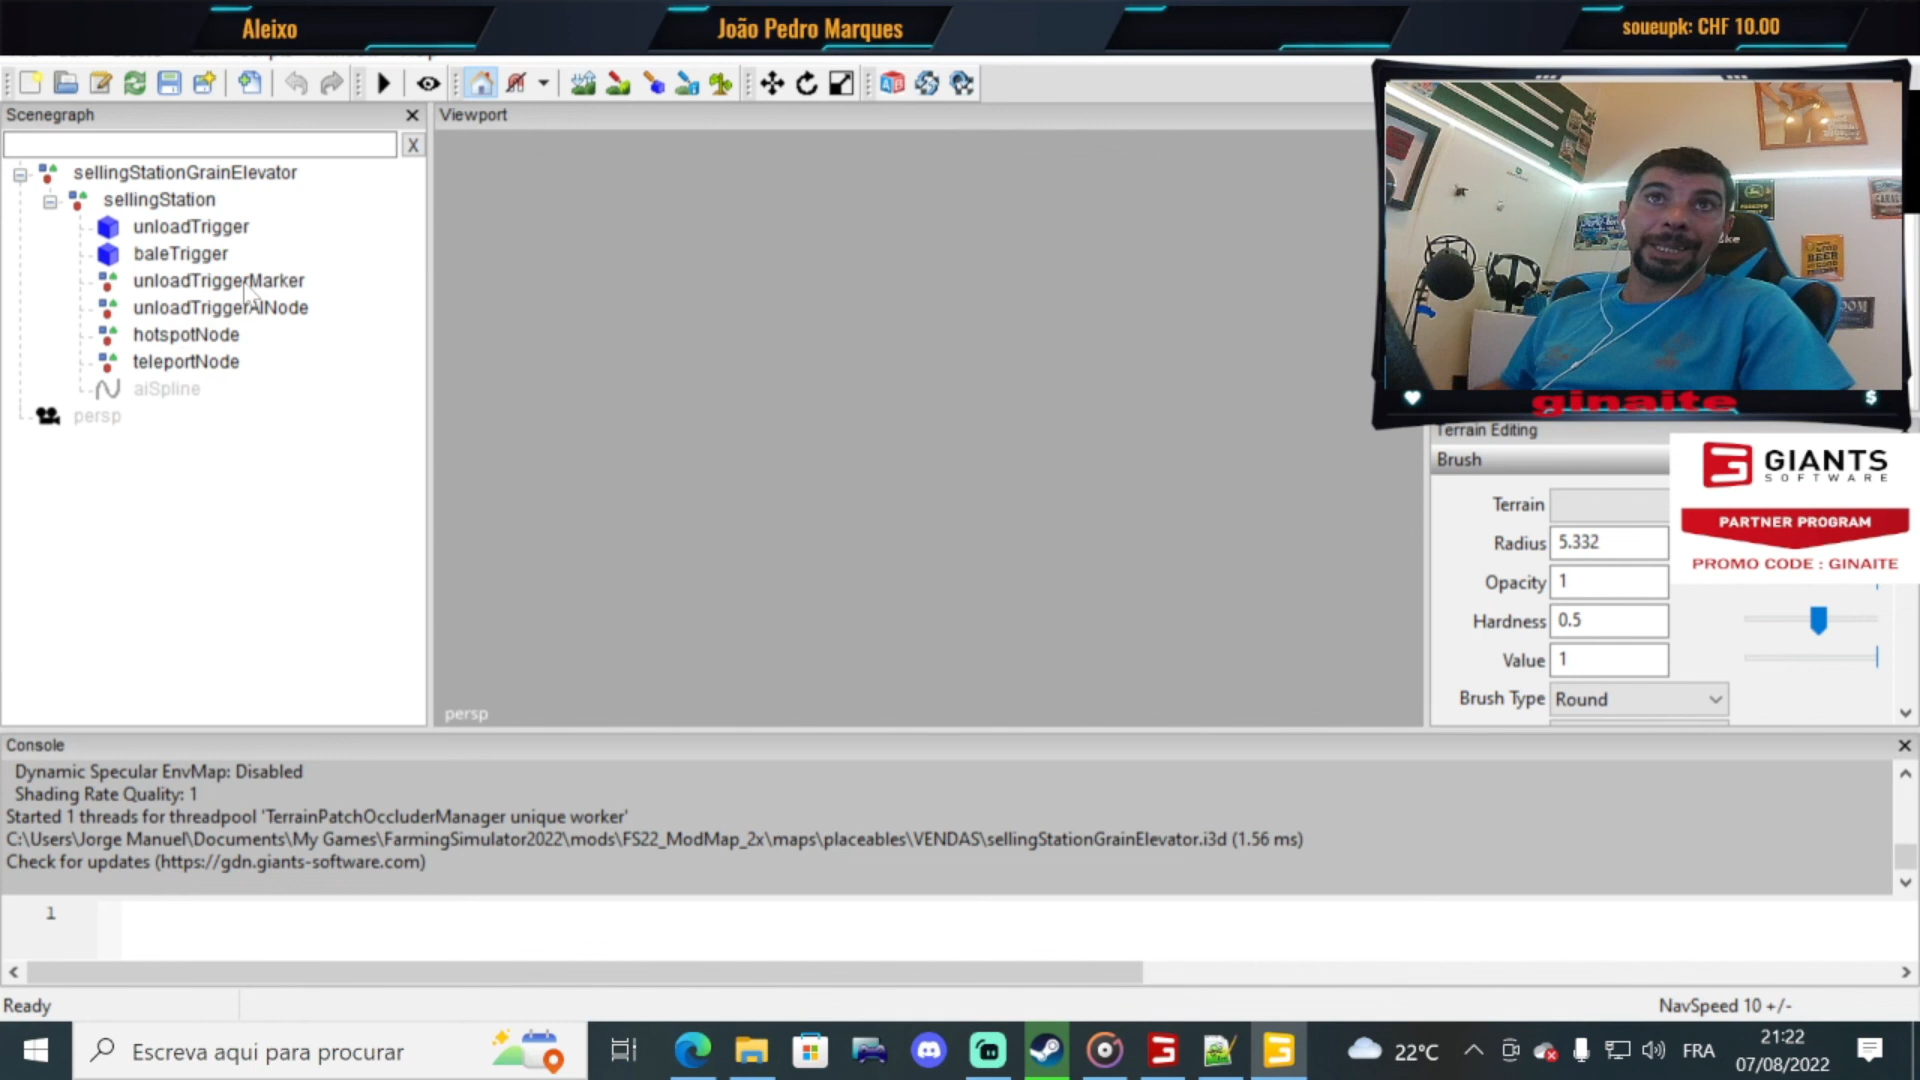 Aleixo
João Pedro Marques
soueupk: CHF 10.00
Scenegraph
Viewport
X
sellingStationGrainElevator
sellingStation
unloadTrigger
baleTrigger
unloadTriggerMarker
unloadTriggerAINode
hotspotNode
teleportNode
aiSpline
persp
persp
ginaite
GIANTS
SOFTWARE
PARTNER PROGRAM
PROMO CODE : GINAITE
Terrain Editing
Brush
Terrain
Radius 5.332
Opacity 1
Hardness 0.5
Value 1
Brush Type Round
Console
Dynamic Specular EnvMap: Disabled
Shading Rate Quality: 1
Started 1 threads for threadpool 'TerrainPatchOccluderManager unique worker'
C:\Users\Jorge Manuel\Documents\My Games\FarmingSimulator2022\mods\FS22_ModMap_2x\maps\placeables\VENDAS\sellingStationGrainElevator.i3d (1.56 ms)
Check for updates (https://gdn.giants-software.com)
1
Ready
NavSpeed 10 +/-
Escreva aqui para procurar
22°C
FRA
21:22
07/08/2022